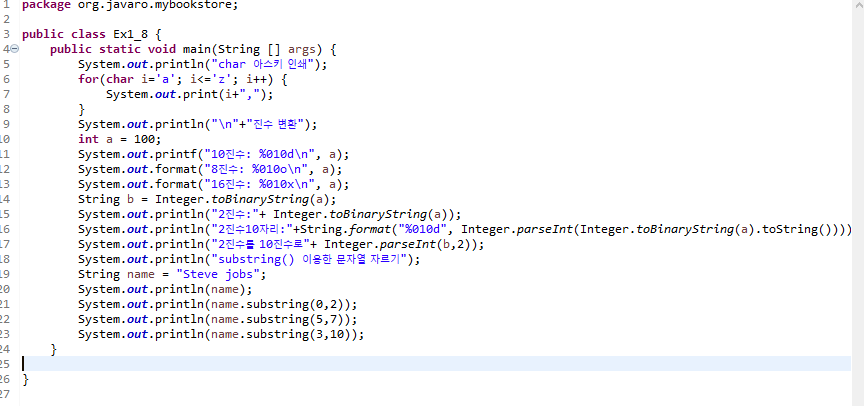 1 package org.javaro.mybookstore;
2
3 public class Ex1_8 {
4 public static void main(String [] args) {
5 System.out.println("char 아스키 인쇄");
6 for(char i='a'; i<='z'; i++) {
7 System.out.print(i+",");
8 }
9 System.out.println("\n"+"진수 변환");
10 int a = 100;
11 System.out.printf("10진수: %010d\n", a);
12 System.out.format("8진수: %010o\n", a);
13 System.out.format("16진수: %010x\n", a);
14 String b = Integer.toBinaryString(a);
15 System.out.println("2진수:"+ Integer.toBinaryString(a));
16 System.out.println("2진수10자리:"+String.format("%010d", Integer.parseInt(Integer.toBinaryString(a).toString())))
17 System.out.println("2진수를 10진수로"+ Integer.parseInt(b,2));
18 System.out.println("substring() 이용한 문자열 자르기");
19 String name = "Steve jobs";
20 System.out.println(name);
21 System.out.println(name.substring(0,2));
22 System.out.println(name.substring(5,7));
23 System.out.println(name.substring(3,10));
24 }
25
26 }
27